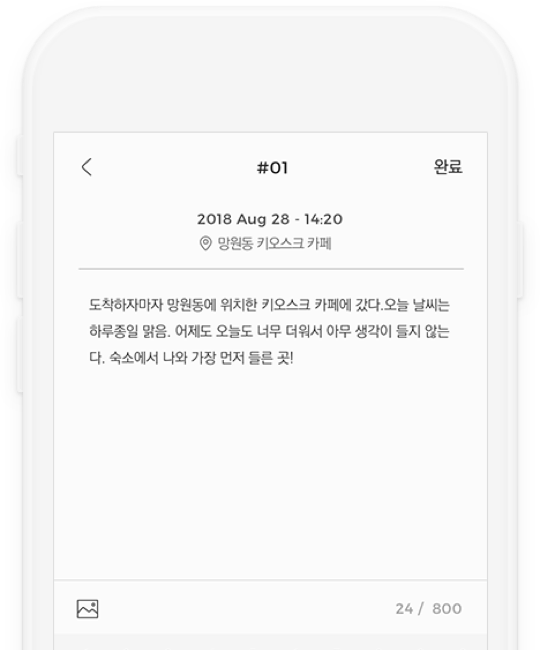 #01
완료
2018 Aug 28 - 14:20
망원동 키오스크 카페
도착하자마자 망원동에 위치한 키오스크 카페에 갔다.오늘 날씨는
하루종일 맑음. 어제도 오늘도 너무 더워서 아무 생각이 들지 않는
다. 숙소에서 나와 가장 먼저 들른 곳!
24 / 800